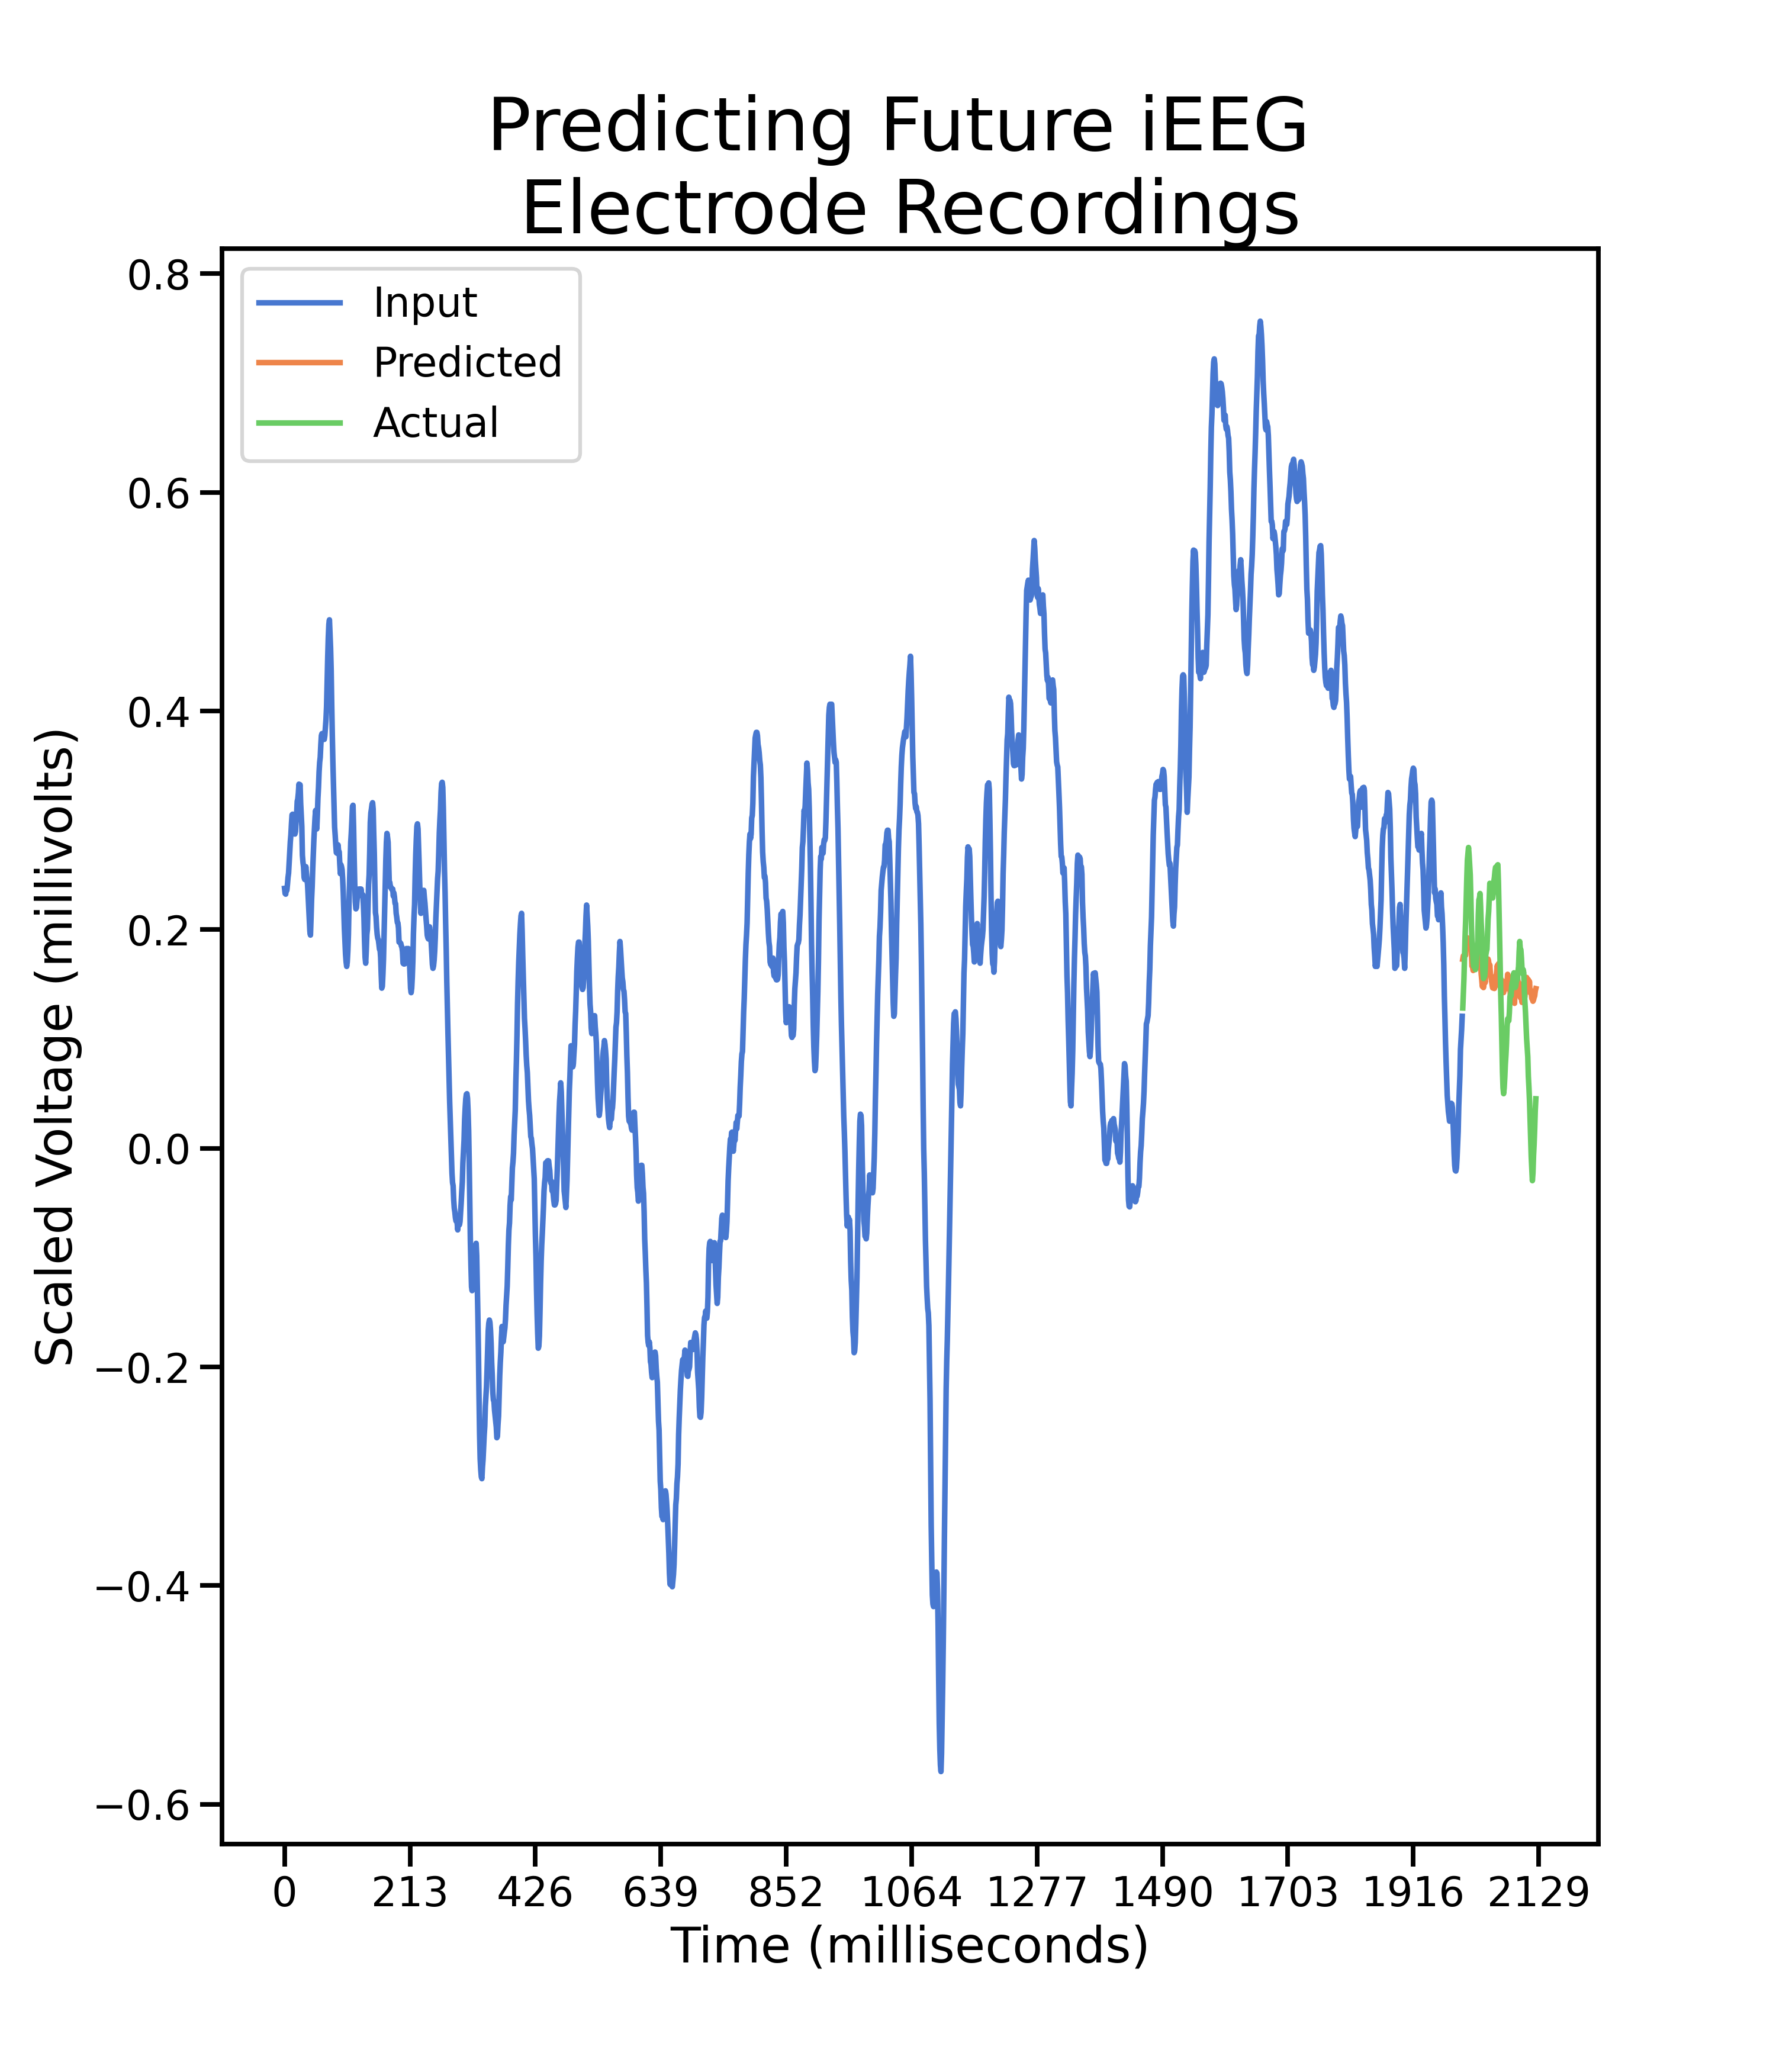 Predicting Future iEEG
Electrode Recordings
Input
Predicted
Actual
Scaled Voltage (millivolts)
0.8
0.6
0.4
0.2
0.0
−0.2
−0.4
−0.6
0 213 426 639 852 1064 1277 1490 1703 1916 2129
Time (milliseconds)